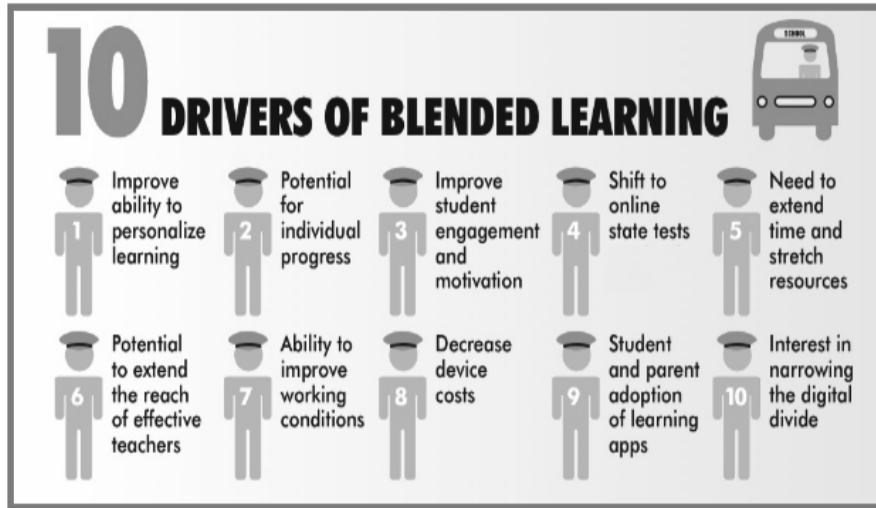 10
SCHOOL
DRIVERS OF BLENDED LEARNING
1
Improve
ability to
personalize
learning
2
Potential
for
individual
progress
3
Improve
student
engagement
and
motivation
4
Shift to
online
state tests
5
Need to
extend
time and
stretch
resources
6
Potential
to extend
the reach
of effective
teachers
7
Ability to
improve
working
conditions
8
Decrease
device
costs
9
Student
and parent
adoption
of learning
apps
10
Interest in
narrowing
the digital
divide